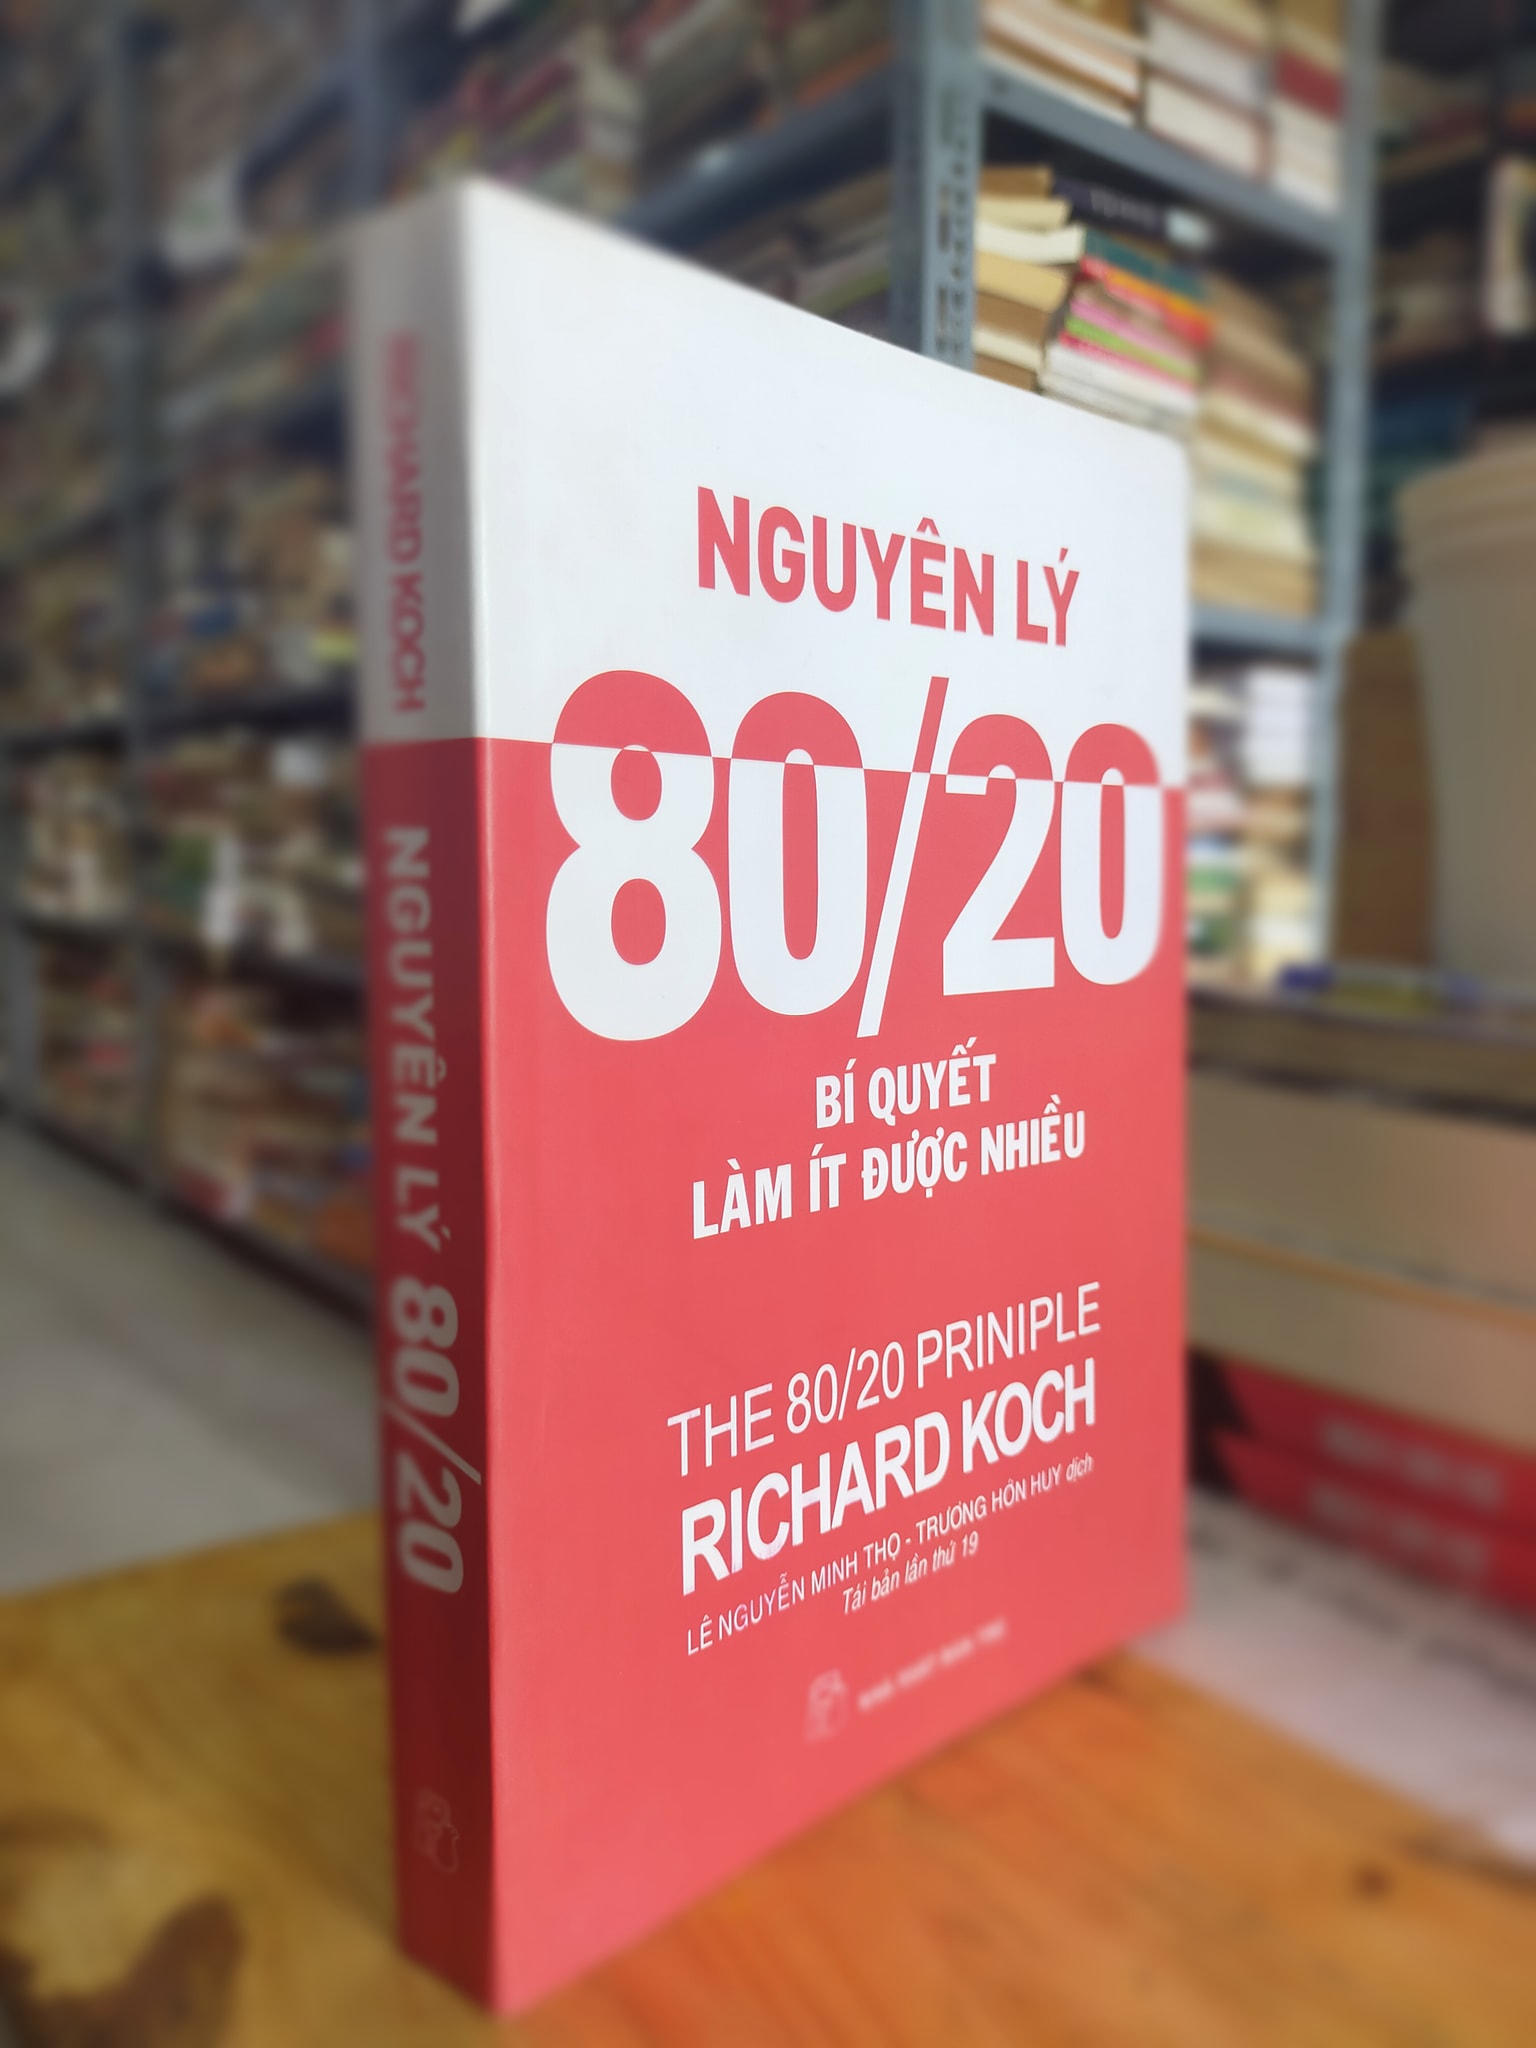 RICHARD KOCH
NGUYÊN LÝ 80/20
NGUYÊN LÝ
80/20
BÍ QUYẾT
LÀM ÍT ĐƯỢC NHIỀU
THE 80/20 PRINIPLE
RICHARD KOCH
LÊ NGUYỄN MINH THỌ - TRƯƠNG HỚN HUY dịch
Tái bản lần thứ 19